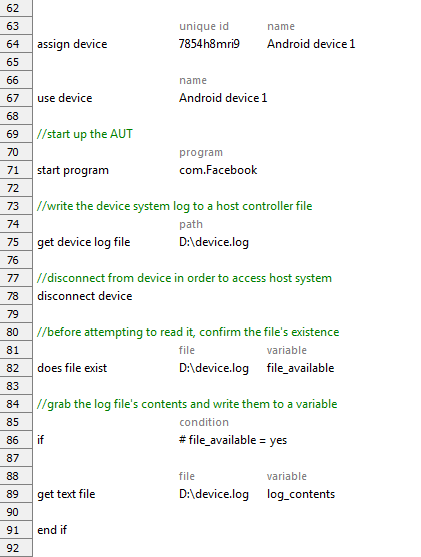 62
63 unique id name
64 assign device 7854h8mri9 Android device 1
65
66 name
67 use device Android device 1
68
69 //start up the AUT
70 program
71 start program com.Facebook
72
73 //write the device system log to a host controller file
74 path
75 get device log file D:\device.log
76
77 //disconnect from device in order to access host system
78 disconnect device
79
80 //before attempting to read it, confirm the file's existence
81 file variable
82 does file exist D:\device.log file_available
83
84 //grab the log file's contents and write them to a variable
85 condition
86 if # file_available = yes
87
88 file variable
89 get text file D:\device.log log_contents
90
91 end if
92